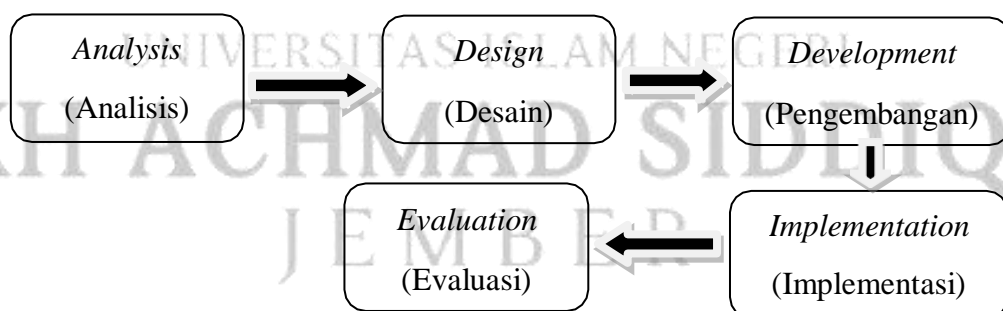 UNIVERSITAS ISLAM NEGERI
KH ACHMAD SIDDIQ
JEMBER
Analysis
(Analisis)
Design
(Desain)
Development
(Pengembangan)
Implementation
(Implementasi)
Evaluation
(Evaluasi)